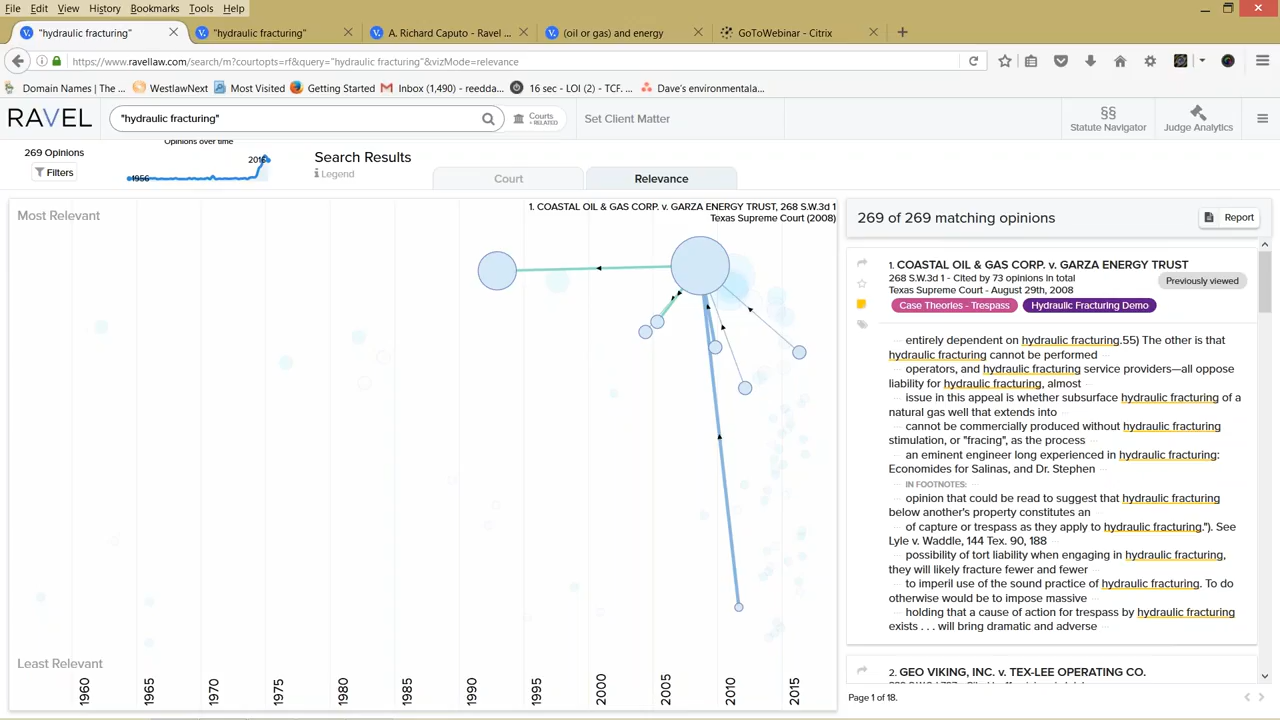 File Edit View History Bookmarks Tools Help
"hydraulic fracturing"
"hydraulic fracturing"
A. Richard Caputo - Ravel ...
(oil or gas) and energy
GoToWebinar - Citrix
https://www.ravellaw.com/search/m?courtopts=rf&query="hydraulic fracturing"&vizMode=relevance
Domain Names | The ...
WestlawNext
Most Visited
Getting Started
Inbox (1,490) - reedda...
16 sec - LOI (2) - TCF. ...
Dave's environmenta...
RAVEL
"hydraulic fracturing"
Courts
+RELATED
Set Client Matter
§§
Statute Navigator
Judge Analytics
269 Opinions
Filters
Opinions over time
1956
2016
Search Results
Legend
Court
Relevance
Most Relevant
1. COASTAL OIL & GAS CORP. v. GARZA ENERGY TRUST, 268 S.W.3d 1
Texas Supreme Court (2008)
Least Relevant
1960
1965
1970
1975
1980
1985
1990
1995
2000
2005
2010
2015
269 of 269 matching opinions
Report
1. COASTAL OIL & GAS CORP. v. GARZA ENERGY TRUST
268 S.W.3d 1 - Cited by 73 opinions in total
Texas Supreme Court - August 29th, 2008
Previously viewed
Case Theories - Trespass
Hydraulic Fracturing Demo
entirely dependent on hydraulic fracturing.55) The other is that
hydraulic fracturing cannot be performed
operators, and hydraulic fracturing service providers—all oppose
liability for hydraulic fracturing, almost
issue in this appeal is whether subsurface hydraulic fracturing of a
natural gas well that extends into
cannot be commercially produced without hydraulic fracturing
stimulation, or "fracing", as the process
an eminent engineer long experienced in hydraulic fracturing:
Economides for Salinas, and Dr. Stephen
IN FOOTNOTES:
opinion that could be read to suggest that hydraulic fracturing
below another's property constitutes an
of capture or trespass as they apply to hydraulic fracturing."). See
Lyle v. Waddle, 144 Tex. 90, 188
possibility of tort liability when engaging in hydraulic fracturing,
they will likely fracture fewer and fewer
to imperil use of the sound practice of hydraulic fracturing. To do
otherwise would be to impose massive
holding that a cause of action for trespass by hydraulic fracturing
exists . . . will bring dramatic and adverse
2. GEO VIKING, INC. v. TEX-LEE OPERATING CO.
Page 1 of 18.